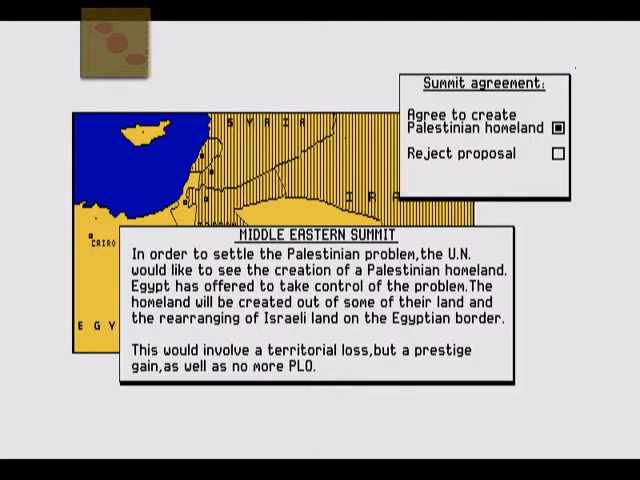 Summit agreement:
Agree to create
Palestinian homeland
Reject proposal
SYRIA
IRA
CAIRO
EGY
MIDDLE EASTERN SUMMIT
In order to settle the Palestinian problem,the U.N.
would like to see the creation of a Palestinian homeland.
Egypt has offered to take control of the problem.The
homeland will be created out of some of their land and
the rearranging of Israeli land on the Egyptian border.
This would involve a territorial loss,but a prestige
gain,as well as no more PLO.